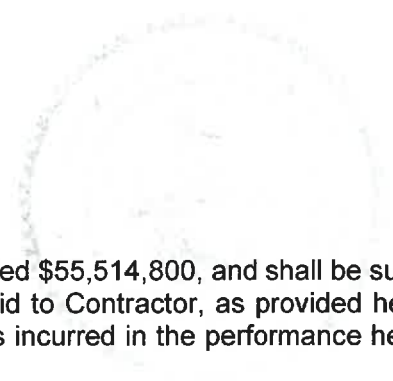 ed $55,514,800, and shall be su
id to Contractor, as provided he
s incurred in the performance he